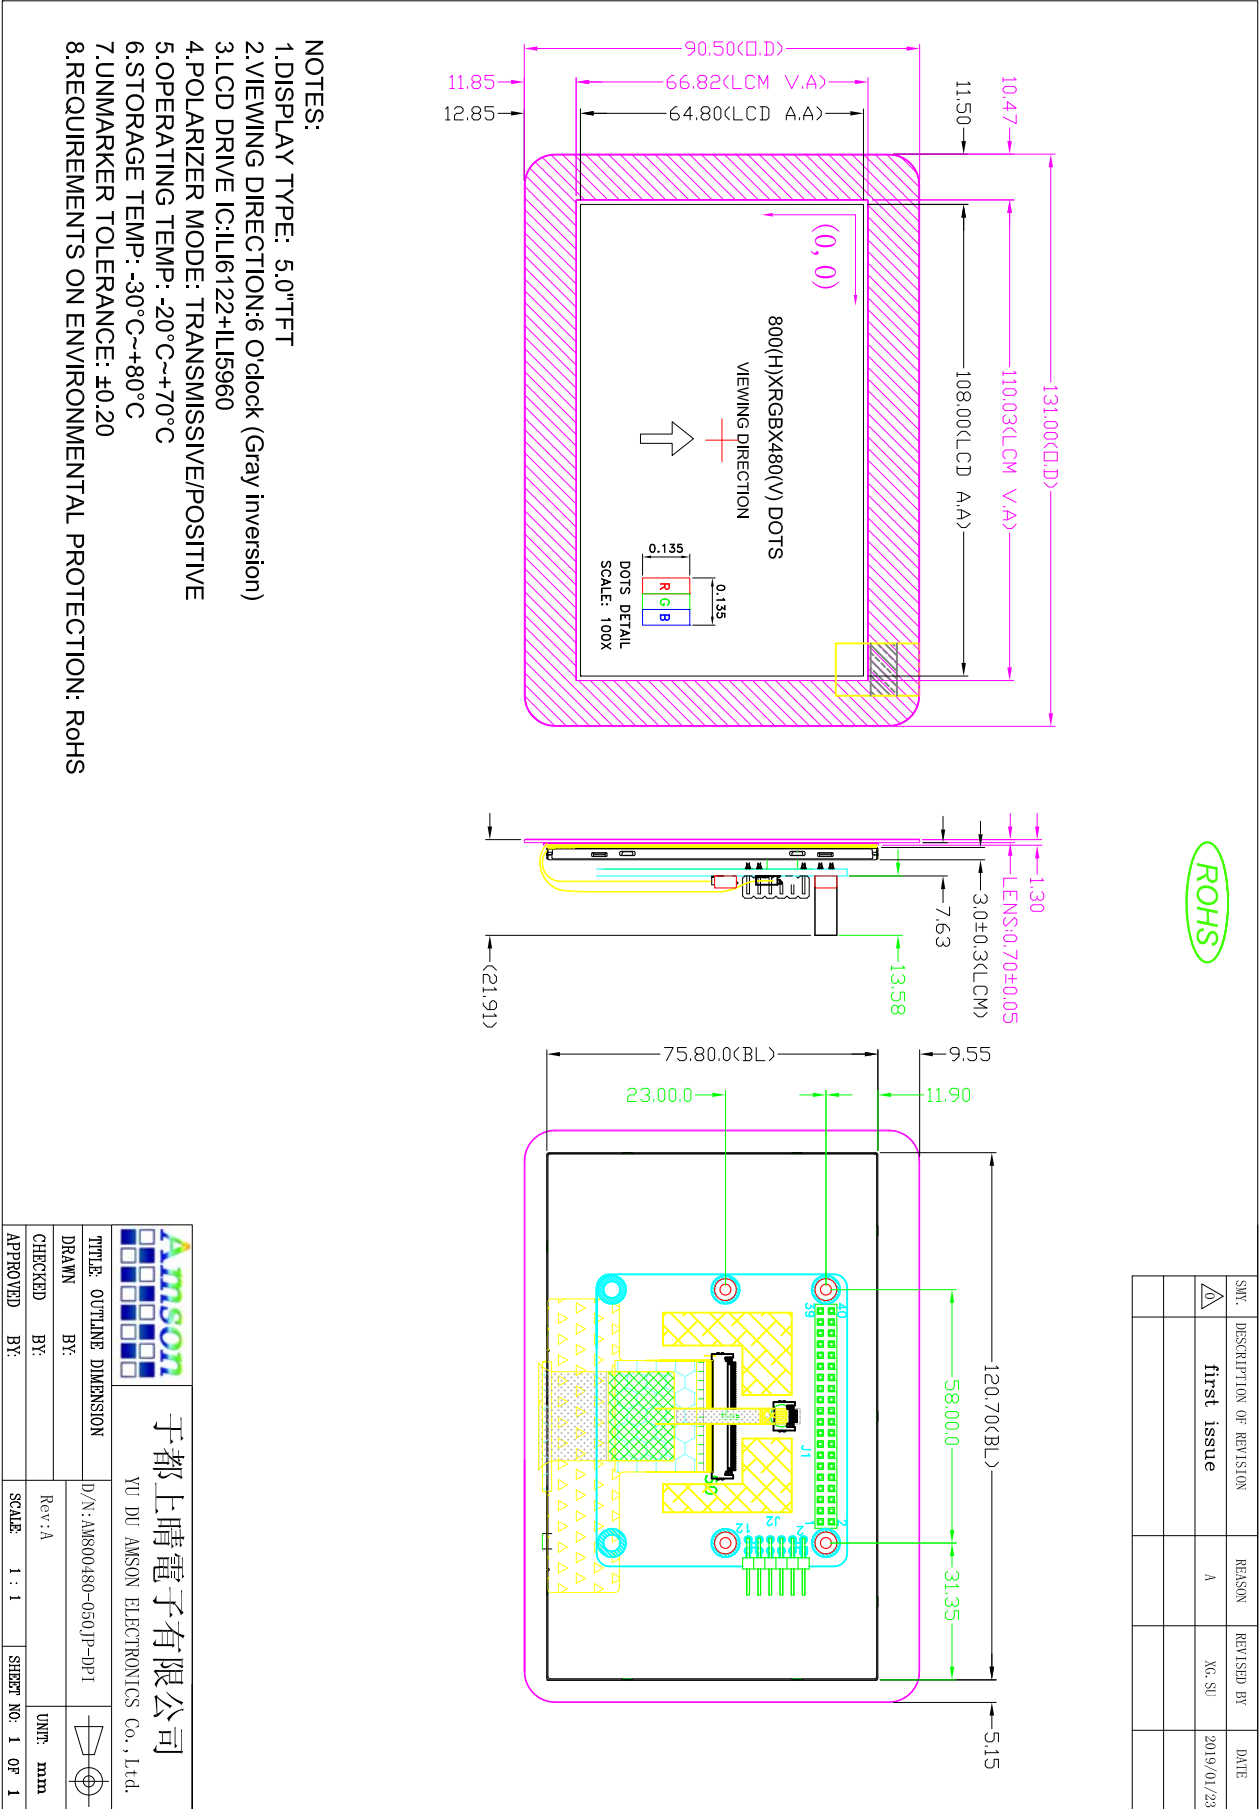 SMY. DESCRIPTION OF REVISION REASON REVISED BY DATE
0 first issue A XG.SU 2019/01/23
ROHS
131.00(O.D)
10.47 110.03(LCM V.A)
11.50 108.00(LCD A.A)
90.50(O.D)
66.82(LCM V.A)
11.85
64.80(LCD A.A)
12.85
(0,0)
800(H)XRGBX480(V) DOTS
VIEWING DIRECTION
0.135
0.135
R G B
DOTS DETAIL
SCALE: 100X
1.30
LENS:0.70±0.05
3.0±0.3(LCM)
7.63
13.58
(21.91)
75.80.0(BL)
9.55
23.00.0
11.90
120.70(BL)
5.15
58.00.0
31.35
40
39
J1
2
1
J2
12
2
50
NOTES:
1.DISPLAY TYPE: 5.0"TFT
2.VIEWING DIRECTION:6 O'clock (Gray inversion)
3.LCD DRIVE IC:ILI6122+ILI5960
4.POLARIZER MODE: TRANSMISSIVE/POSITIVE
5.OPERATING TEMP: -20°C~+70°C
6.STORAGE TEMP: -30°C~+80°C
7.UNMARKER TOLERANCE: ±0.20
8.REQUIREMENTS ON ENVIRONMENTAL PROTECTION: RoHS
Amson
于都上晴電子有限公司
YU DU AMSON ELECTRONICS Co.,Ltd.
TITLE: OUTLINE DIMENSION
D/N:AM800480-050JP-DPI
DRAWN BY:
CHECKED BY:
Rev:A
UNIT: mm
APPROVED BY:
SCALE: 1 : 1
SHEET NO: 1 OF 1